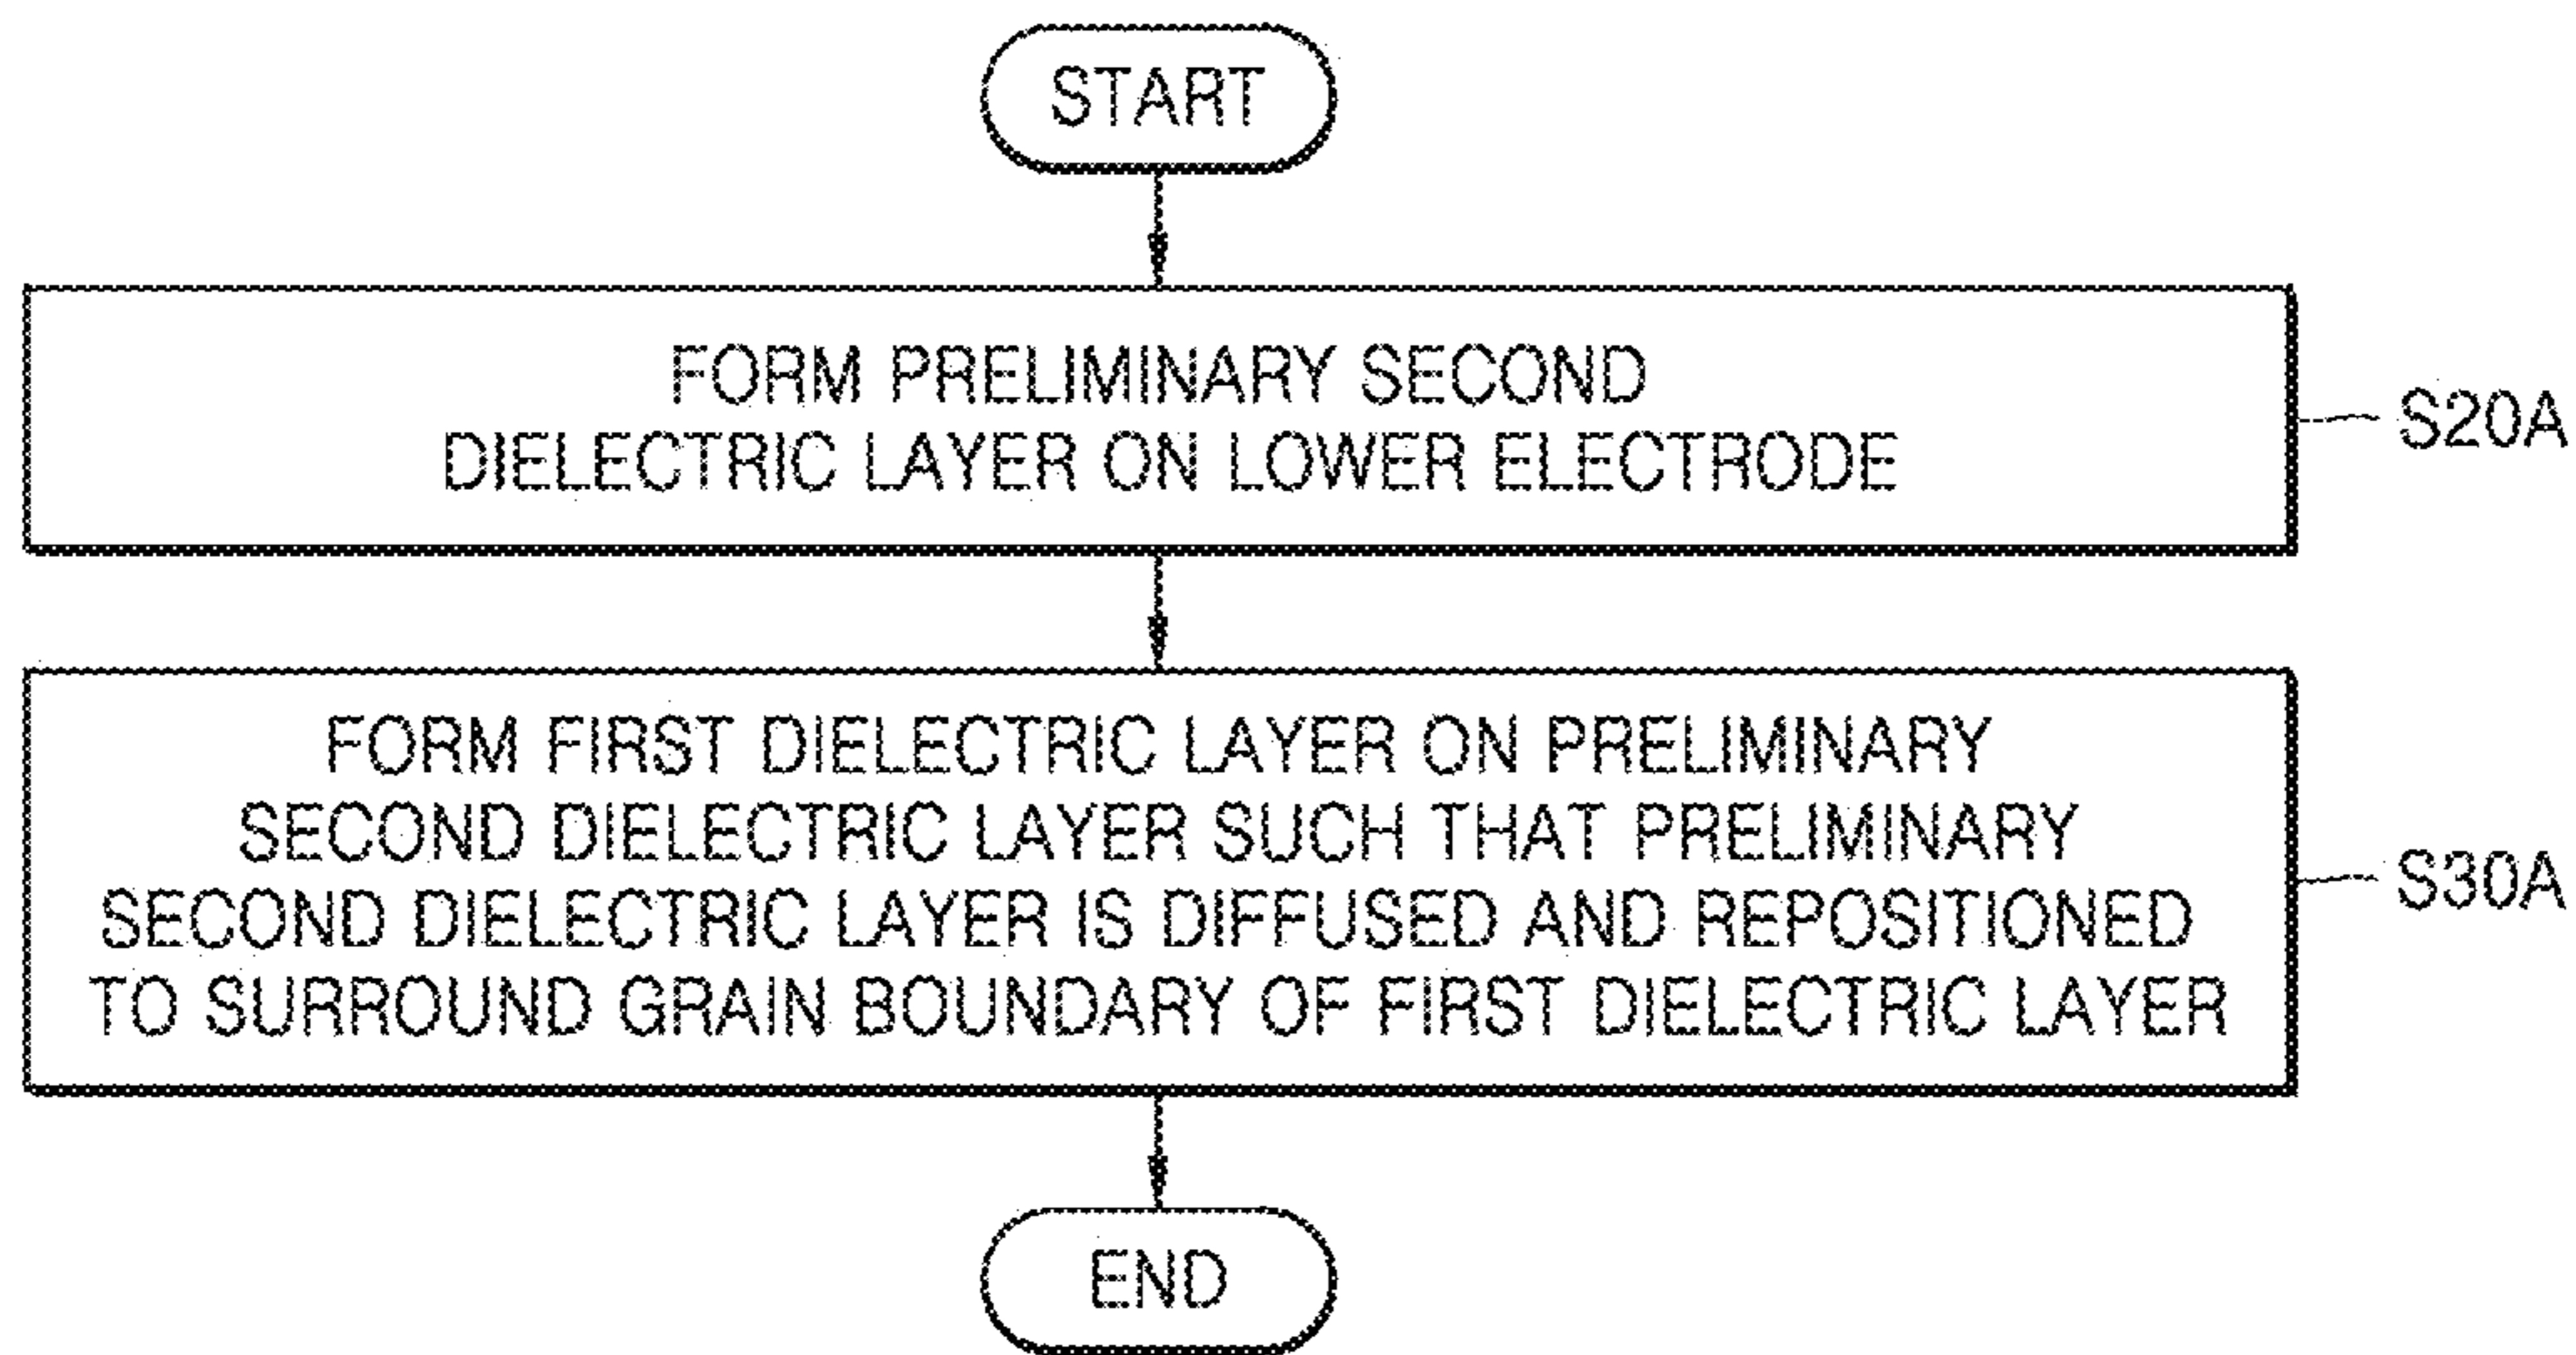 START
FORM PRELIMINARY SECOND
DIELECTRIC LAYER ON LOWER ELECTRODE
S20A
FORM FIRST DIELECTRIC LAYER ON PRELIMINARY
SECOND DIELECTRIC LAYER SUCH THAT PRELIMINARY
SECOND DIELECTRIC LAYER IS DIFFUSED AND REPOSITIONED
TO SURROUND GRAIN BOUNDARY OF FIRST DIELECTRIC LAYER
S30A
END